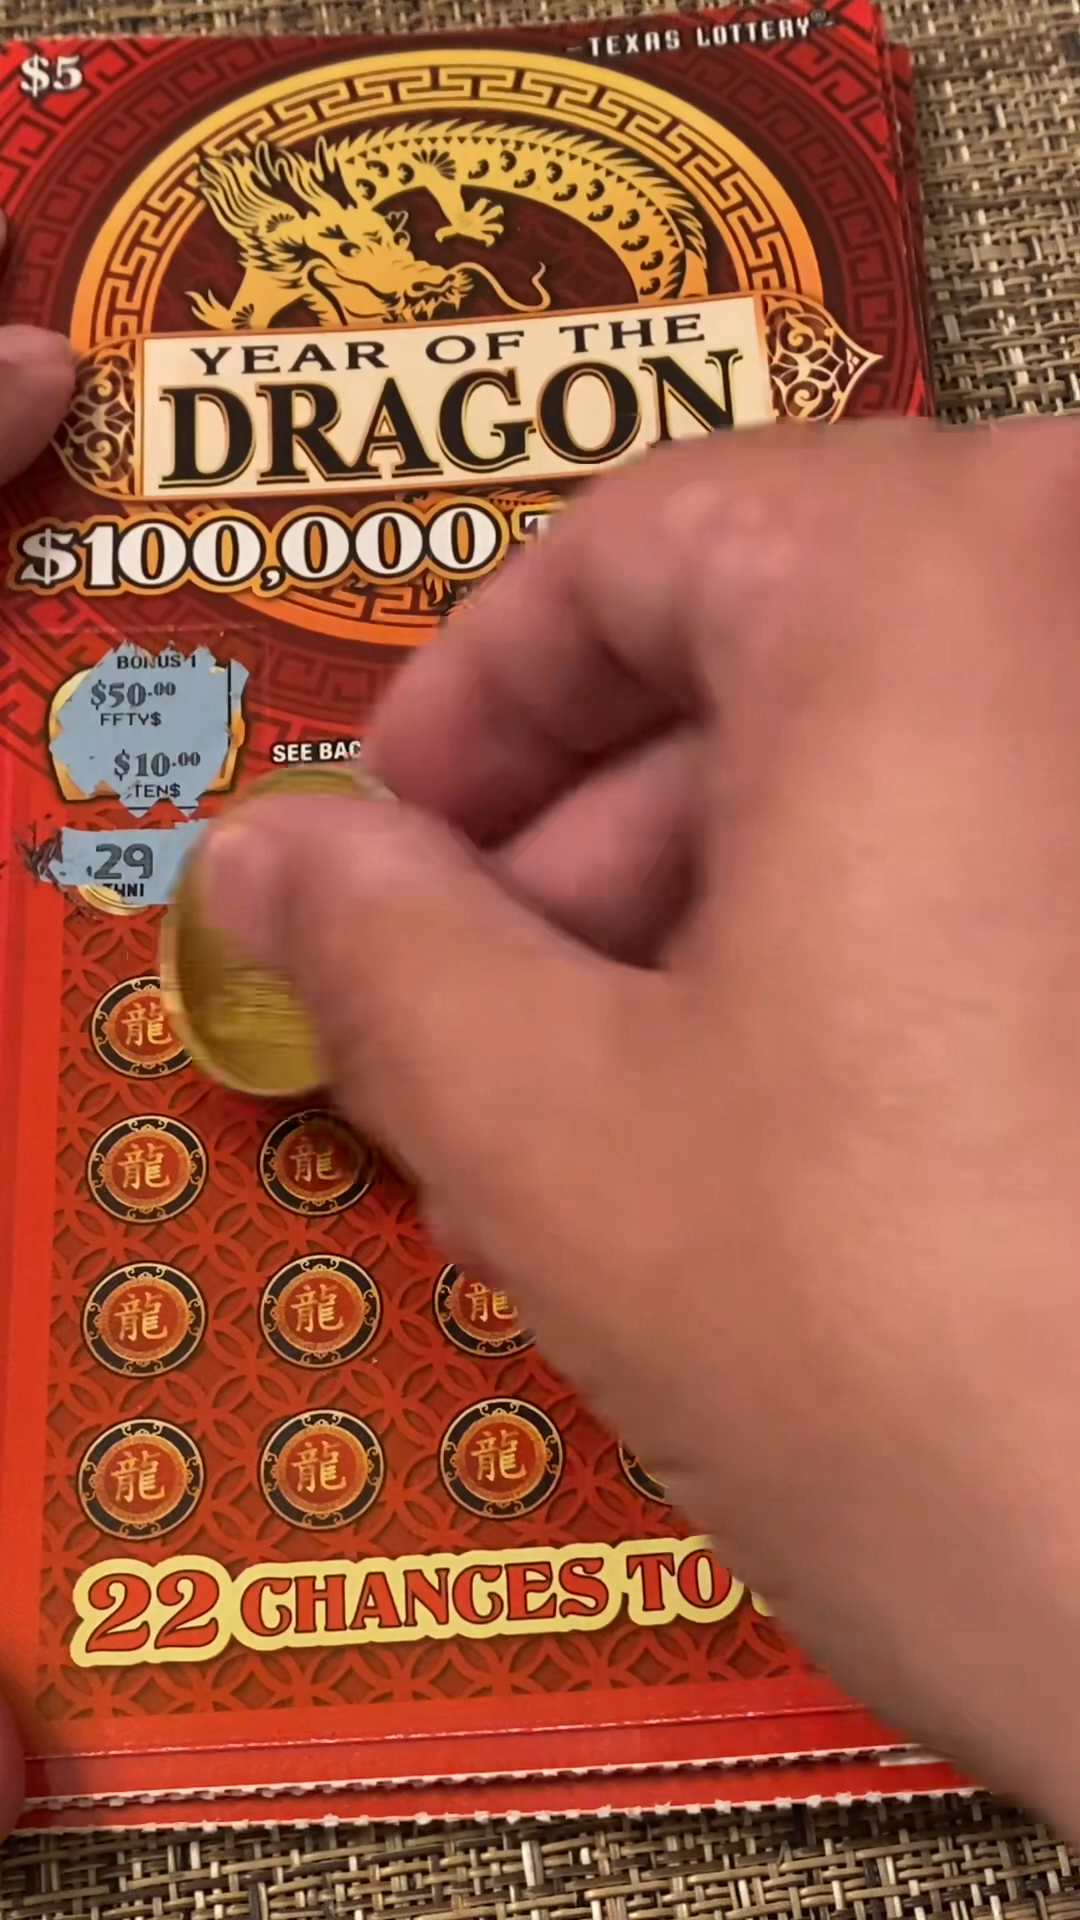 $5
TEXAS LOTTERY®
YEAR OF THE
DRAGON
$100,000
BONUS 1
$50.00
FFTY$
$10.00
TEN$
SEE BAC
29
龍
龍 龍
龍 龍 龍
龍 龍 龍
22 CHANCES TO